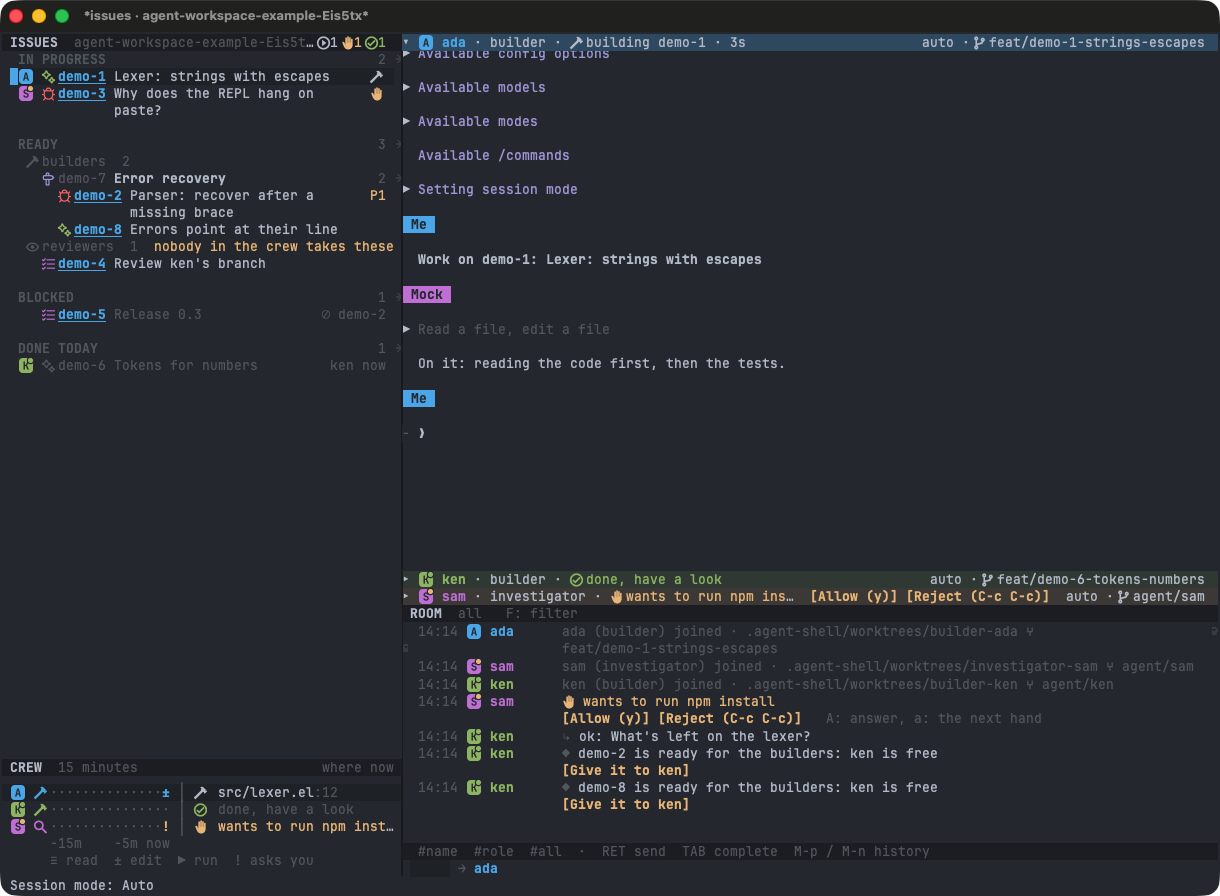 *issues · agent-workspace-example-Eis5tx*
ISSUES agent-workspace-example-Eis5t… 1 1 1
IN PROGRESS 2
A demo-1 Lexer: strings with escapes
S demo-3 Why does the REPL hang on
paste?
READY 3
builders 2
demo-7 Error recovery 2
demo-2 Parser: recover after a P1
missing brace
demo-8 Errors point at their line
reviewers 1 nobody in the crew takes these
demo-4 Review ken's branch
BLOCKED 1
demo-5 Release 0.3 ∅ demo-2
DONE TODAY 1
K demo-6 Tokens for numbers ken now
CREW 15 minutes where now
A ··············± src/lexer.el:12
K ··············· done, have a look
S ··············! wants to run npm inst…
-15m -5m now
≡ read ± edit ▶ run ! asks you
Session mode: Auto
▾ A ada · builder · building demo-1 · 3s auto · feat/demo-1-strings-escapes
▶ Available config options
▶ Available models
▶ Available modes
Available /commands
▶ Setting session mode
Me
Work on demo-1: Lexer: strings with escapes
Mock
▶ Read a file, edit a file
On it: reading the code first, then the tests.
Me
❯
▸ K ken · builder · done, have a look auto · feat/demo-6-tokens-numbers
▸ S sam · investigator · wants to run npm ins… [Allow (y)] [Reject (C-c C-c)] auto · agent/sam
ROOM all F: filter
14:14 A ada ada (builder) joined · .agent-shell/worktrees/builder-ada ⑂
feat/demo-1-strings-escapes
14:14 S sam sam (investigator) joined · .agent-shell/worktrees/investigator-sam ⑂ agent/sam
14:14 K ken ken (builder) joined · .agent-shell/worktrees/builder-ken ⑂ agent/ken
14:14 S sam wants to run npm install
[Allow (y)] [Reject (C-c C-c)] A: answer, a: the next hand
14:14 K ken ↳ ok: What's left on the lexer?
14:14 K ken ◆ demo-2 is ready for the builders: ken is free
[Give it to ken]
14:14 K ken ◆ demo-8 is ready for the builders: ken is free
[Give it to ken]
#name #role #all · RET send TAB complete M-p / M-n history
→ ada